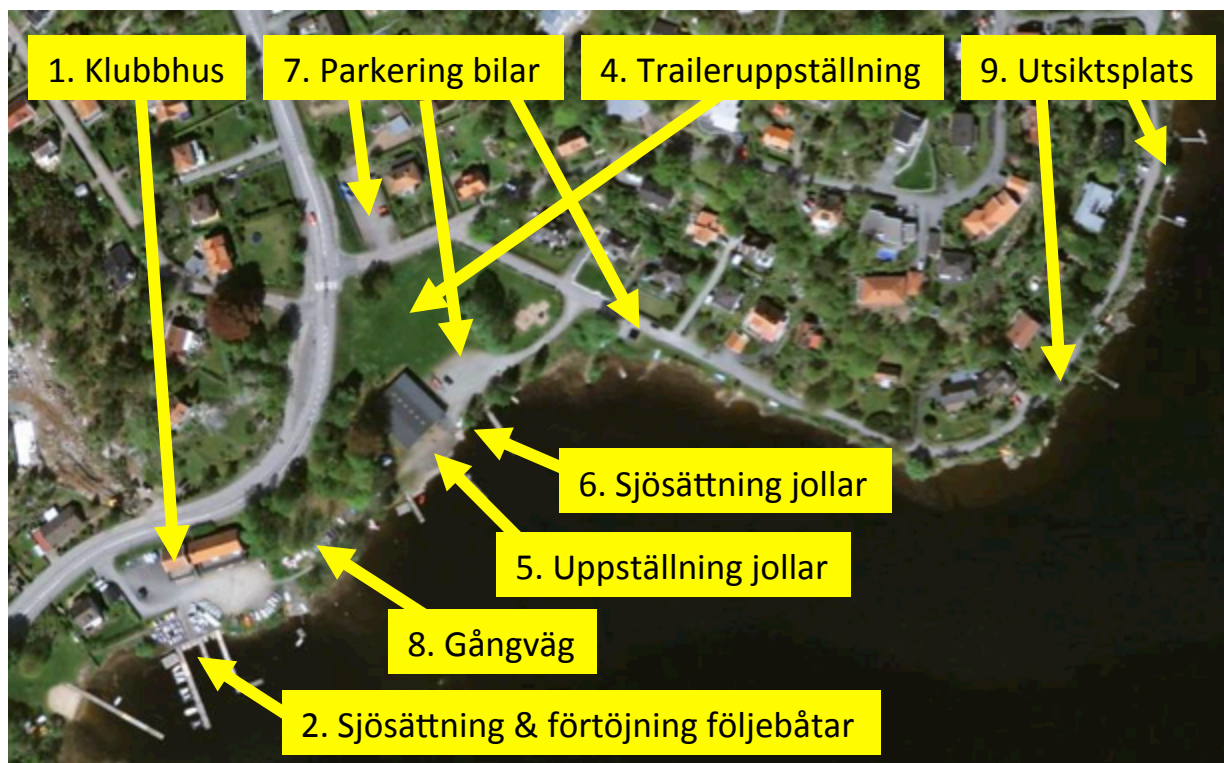 1. Klubbhus
7. Parkering bilar
4. Traileruppställning
9. Utsiktsplats
6. Sjösättning jollar
5. Uppställning jollar
8. Gångväg
2. Sjösättning & förtöjning följebåtar